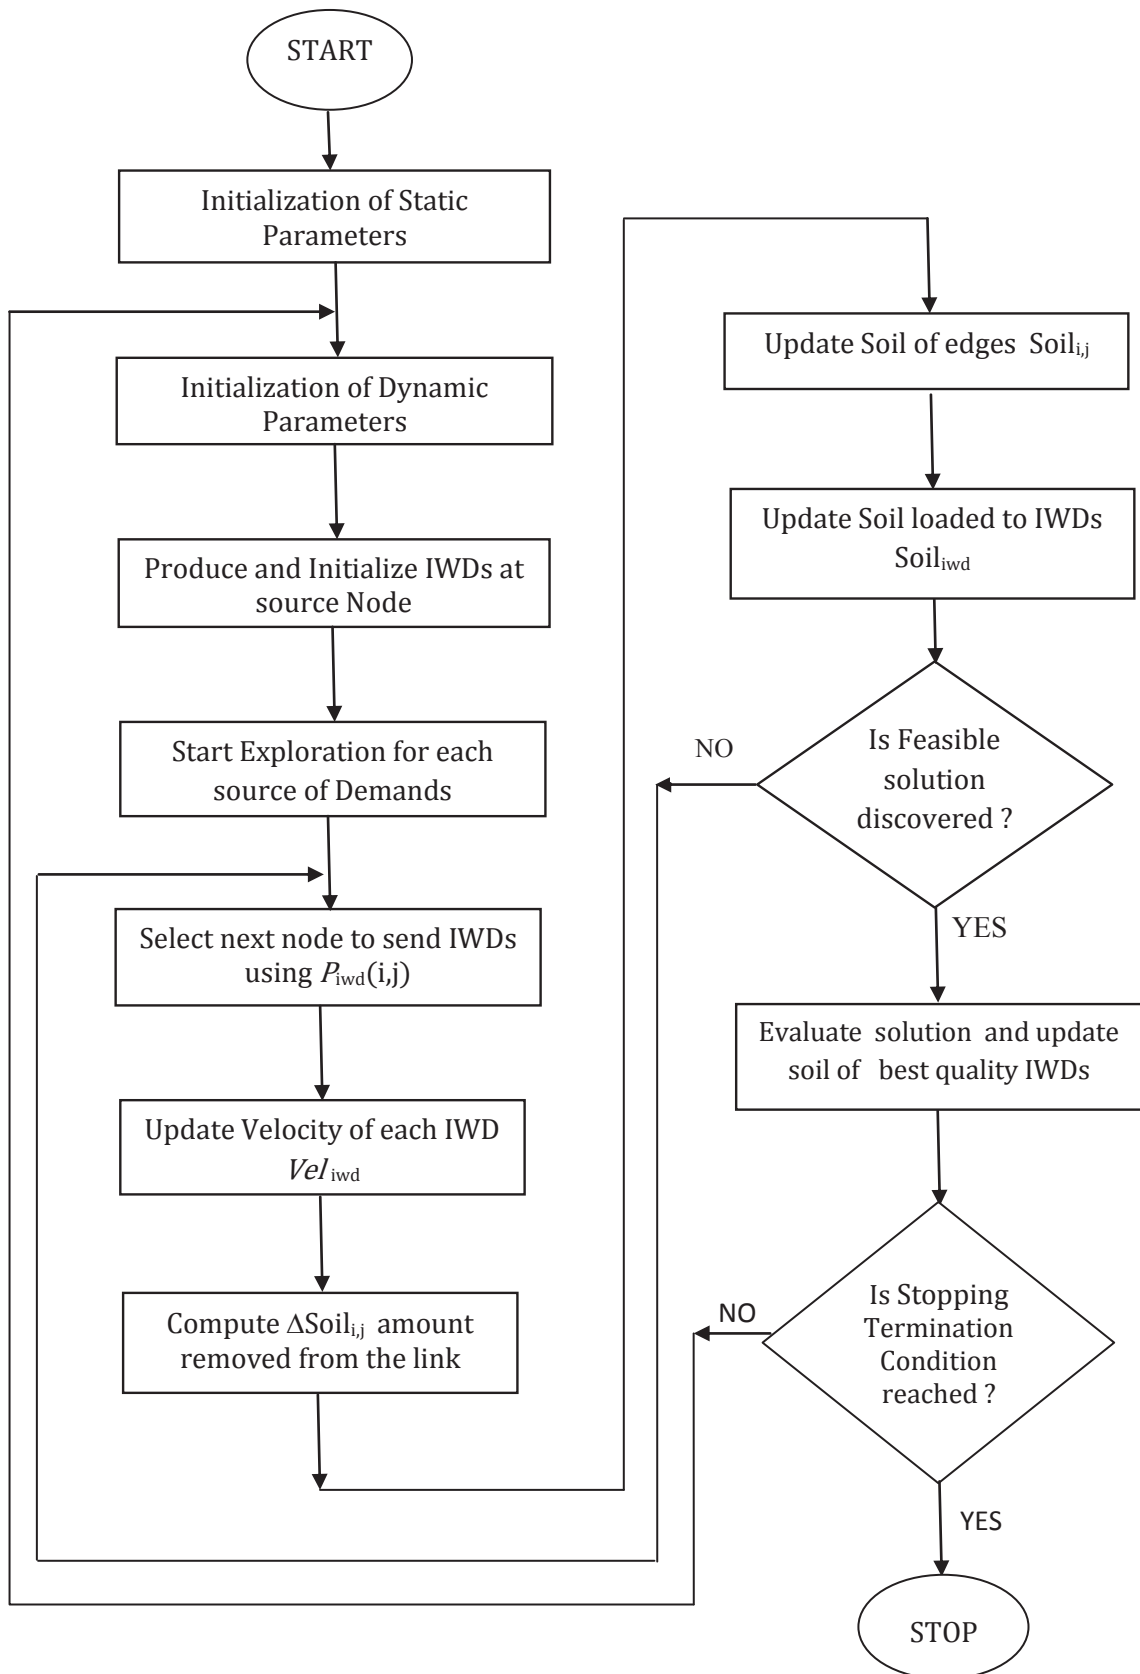 START
Initialization of Static
Parameters
Initialization of Dynamic
Parameters
Produce and Initialize IWDs at
source Node
Start Exploration for each
source of Demands
Select next node to send IWDs
using Piwd(i,j)
Update Velocity of each IWD
Vel iwd
Compute ΔSoili,j amount
removed from the link
Update Soil of edges Soili,j
Update Soil loaded to IWDs
Soiliwd
Is Feasible
solution
discovered ?
NO
YES
Evaluate solution and update
soil of best quality IWDs
Is Stopping
Termination
Condition
reached ?
NO
YES
STOP